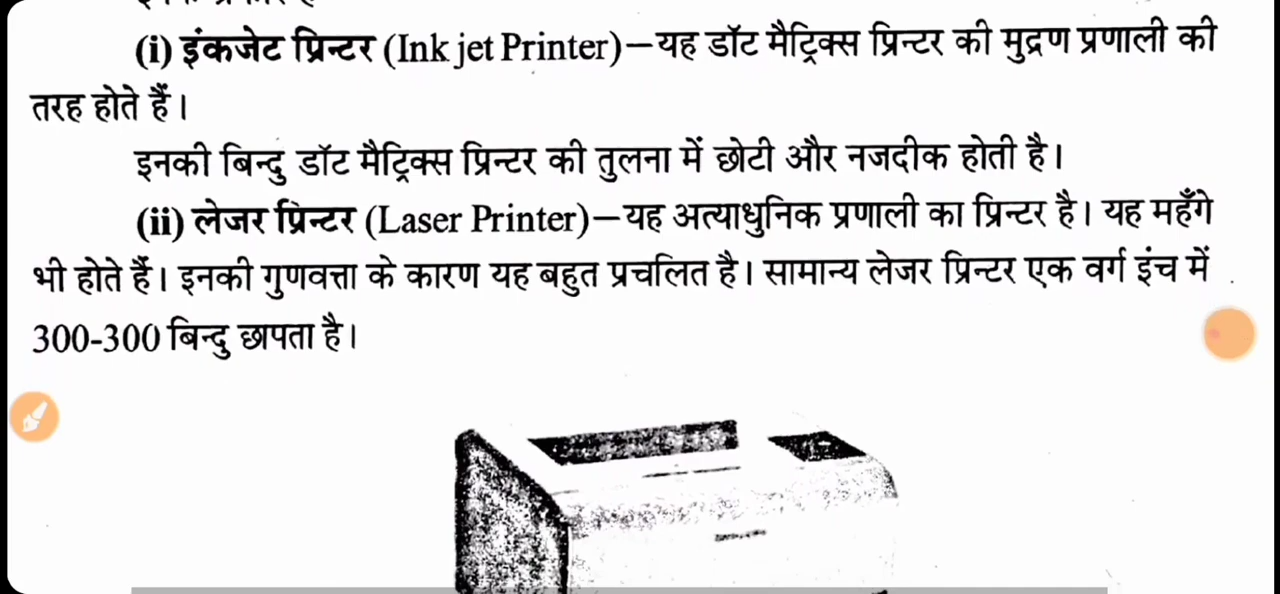 (i) इंकजेट प्रिन्टर (Ink jet Printer)–यह डॉट मैट्रिक्स प्रिन्टर की मुद्रण प्रणाली की
तरह होते हैं।
इनकी बिन्दु डॉट मैट्रिक्स प्रिन्टर की तुलना में छोटी और नजदीक होती है।
(ii) लेजर प्रिन्टर (Laser Printer)–यह अत्याधुनिक प्रणाली का प्रिन्टर है। यह महँगे
भी होते हैं। इनकी गुणवत्ता के कारण यह बहुत प्रचलित है। सामान्य लेजर प्रिन्टर एक वर्ग इंच में
300-300 बिन्दु छापता है।